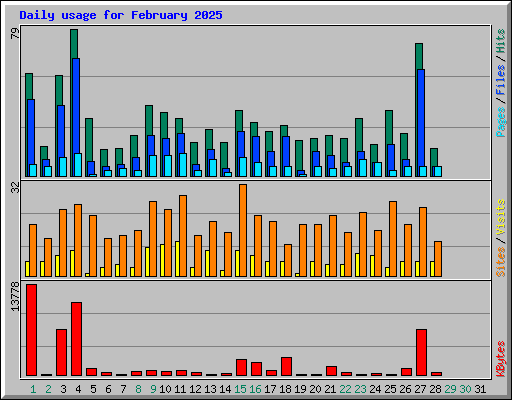 Daily usage for February 2025
79
Pages / Files / Hits
32
Sites / Visits
13778
KBytes
1 2 3 4 5 6 7 8 9 10 11 12 13 14 15 16 17 18 19 20 21 22 23 24 25 26 27 28 29 30 31